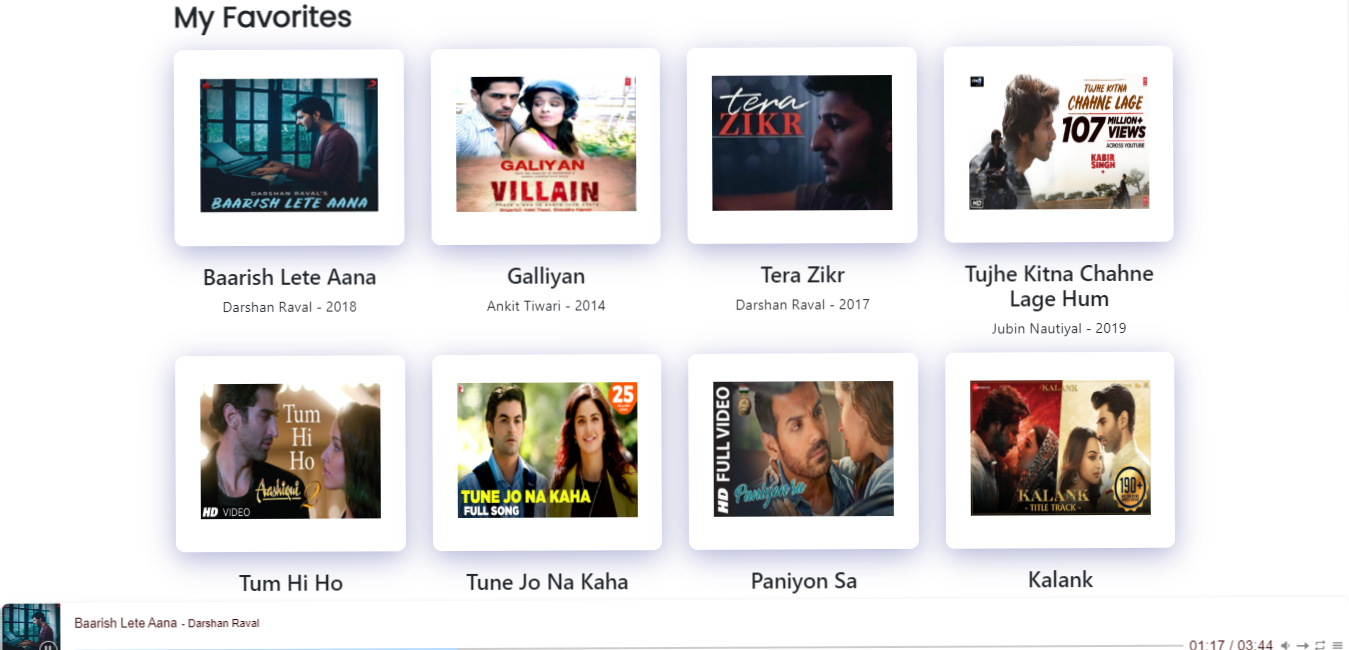 My Favorites
DARSHAN RAVAL'S
BAARISH LETE AANA
GALIYAN
VILLAIN
tera
ZIKR
TUJHE KITNA
CHAHNE LAGE
107 MILLION+
VIEWS
ACROSS YOUTUBE
KABIR
SINGH
HD
Baarish Lete Aana
Darshan Raval - 2018
Galliyan
Ankit Tiwari - 2014
Tera Zikr
Darshan Raval - 2017
Tujhe Kitna Chahne
Lage Hum
Jubin Nautiyal - 2019
Tum
Hi
Ho
Aashiqui
2
HD VIDEO
25
TUNE JO NA KAHA
FULL SONG
HD FULL VIDEO
Paniyon sa
KALANK
190+
KALANK
- TITLE TRACK -
Tum Hi Ho
Tune Jo Na Kaha
Paniyon Sa
Kalank
Baarish Lete Aana - Darshan Raval
01:17 / 03:44